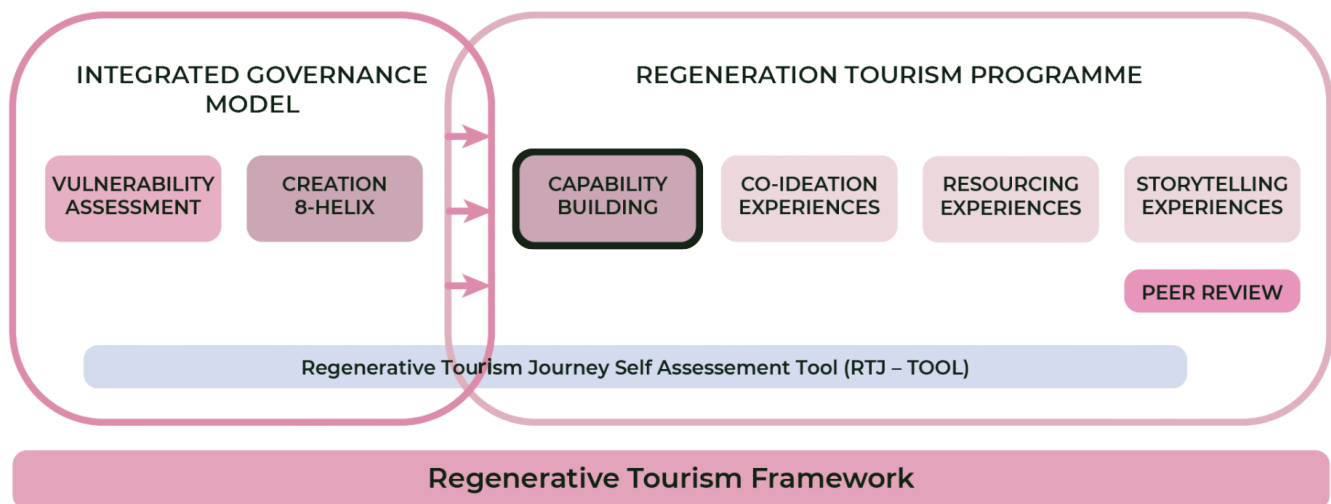 INTEGRATED GOVERNANCE
MODEL
REGENERATION TOURISM PROGRAMME
VULNERABILITY
ASSESSMENT
CREATION
8-HELIX
CAPABILITY
BUILDING
CO-IDEATION
EXPERIENCES
RESOURCING
EXPERIENCES
STORYTELLING
EXPERIENCES
PEER REVIEW
Regenerative Tourism Journey Self Assessement Tool (RTJ – TOOL)
Regenerative Tourism Framework